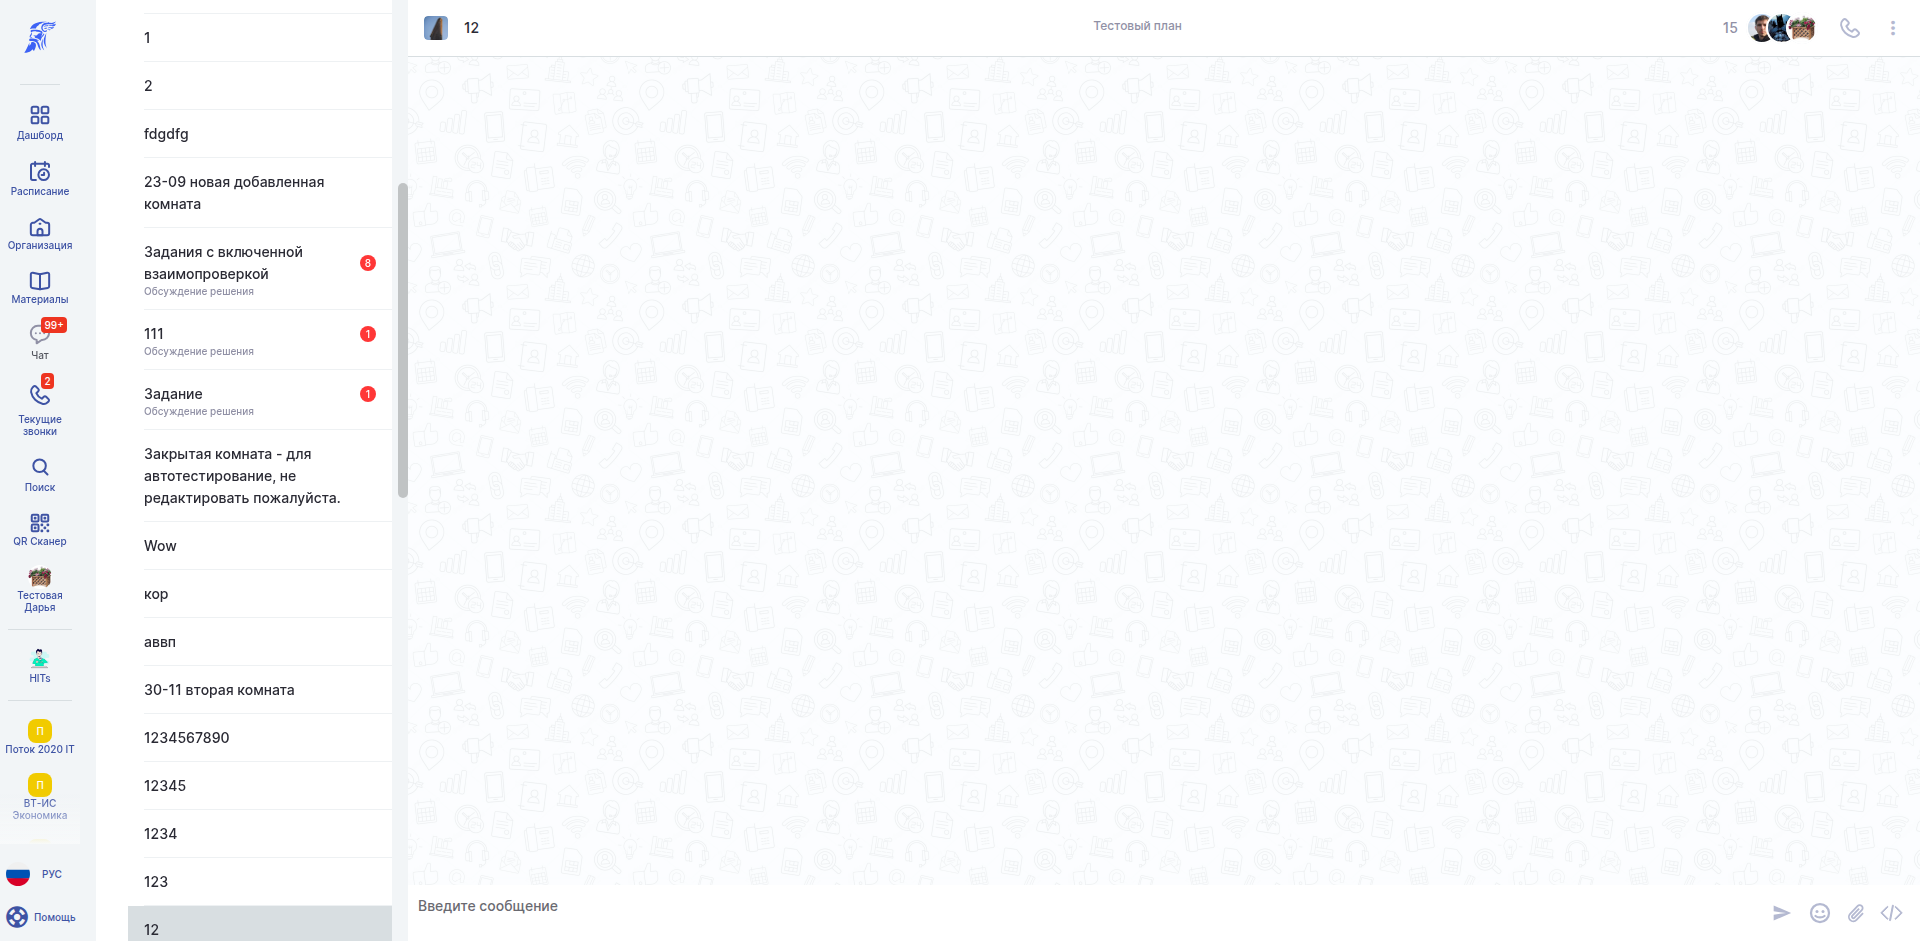 Дашборд
Расписание
Организация
Материалы
99+
Чат
2
Текущие
звонки
Поиск
QR Сканер
Тестовая
Дарья
HITs
П
Поток 2020 IT
П
ВТ-ИС
Экономика
РУС
Помощь
1
2
fdgdfg
23-09 новая добавленная
комната
Задания с включенной
взаимопроверкой
Обсуждение решения
8
111
Обсуждение решения
1
Задание
Обсуждение решения
1
Закрытая комната - для
автотестирование, не
редактировать пожалуйста.
Wow
кор
аввп
30-11 вторая комната
1234567890
12345
1234
123
12
12
Тестовый план
15
Введите сообщение